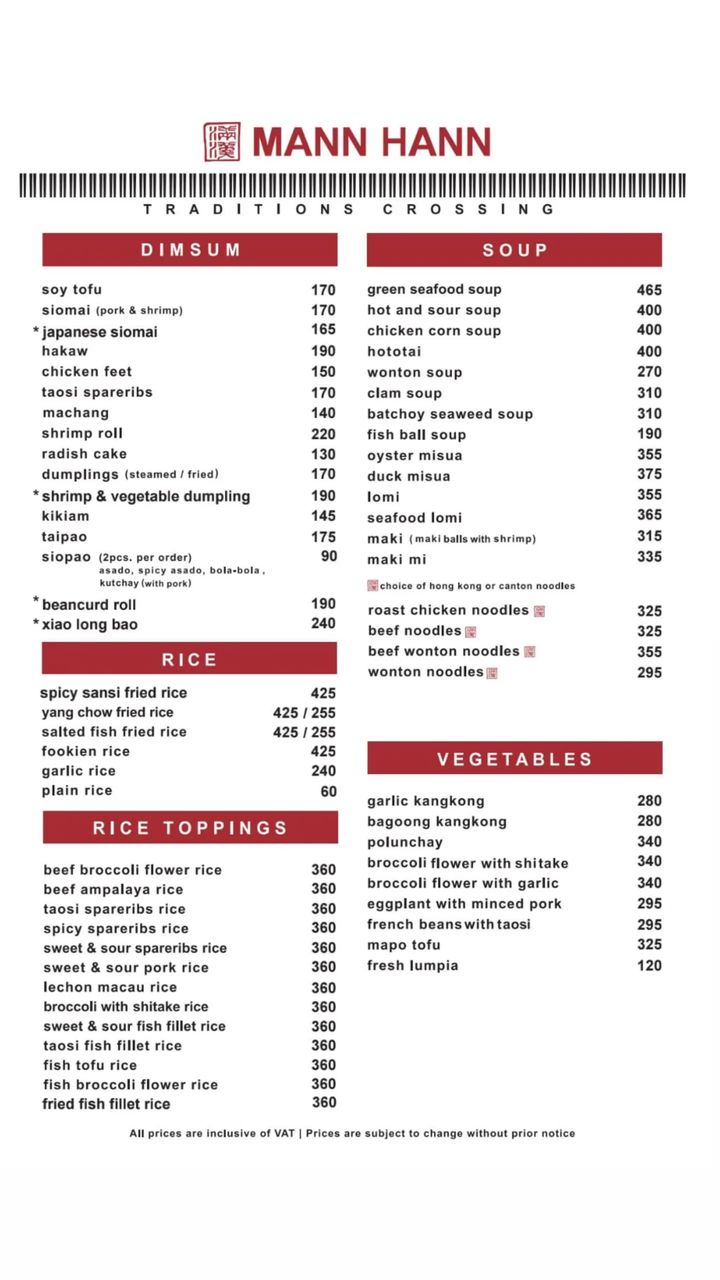 MANN HANN
TRADITIONS CROSSING
DIMSUM
soy tofu 170
siomai (pork & shrimp) 170
* japanese siomai 165
hakaw 190
chicken feet 150
taosi spareribs 170
machang 140
shrimp roll 220
radish cake 130
dumplings (steamed / fried) 170
* shrimp & vegetable dumpling 190
kikiam 145
taipao 175
siopao (2pcs. per order) 90
asado, spicy asado, bola-bola,
kutchay (with pork)
* beancurd roll 190
* xiao long bao 240
RICE
spicy sansi fried rice 425
yang chow fried rice 425 / 255
salted fish fried rice 425 / 255
fookien rice 425
garlic rice 240
plain rice 60
RICE TOPPINGS
beef broccoli flower rice 360
beef ampalaya rice 360
taosi spareribs rice 360
spicy spareribs rice 360
sweet & sour spareribs rice 360
sweet & sour pork rice 360
lechon macau rice 360
broccoli with shitake rice 360
sweet & sour fish fillet rice 360
taosi fish fillet rice 360
fish tofu rice 360
fish broccoli flower rice 360
fried fish fillet rice 360
SOUP
green seafood soup 465
hot and sour soup 400
chicken corn soup 400
hototai 400
wonton soup 270
clam soup 310
batchoy seaweed soup 310
fish ball soup 190
oyster misua 355
duck misua 375
lomi 355
seafood lomi 365
maki (maki balls with shrimp) 315
maki mi 335
choice of hong kong or canton noodles
roast chicken noodles 325
beef noodles 325
beef wonton noodles 355
wonton noodles 295
VEGETABLES
garlic kangkong 280
bagoong kangkong 280
polunchay 340
broccoli flower with shitake 340
broccoli flower with garlic 340
eggplant with minced pork 295
french beans with taosi 295
mapo tofu 325
fresh lumpia 120
All prices are inclusive of VAT | Prices are subject to change without prior notice